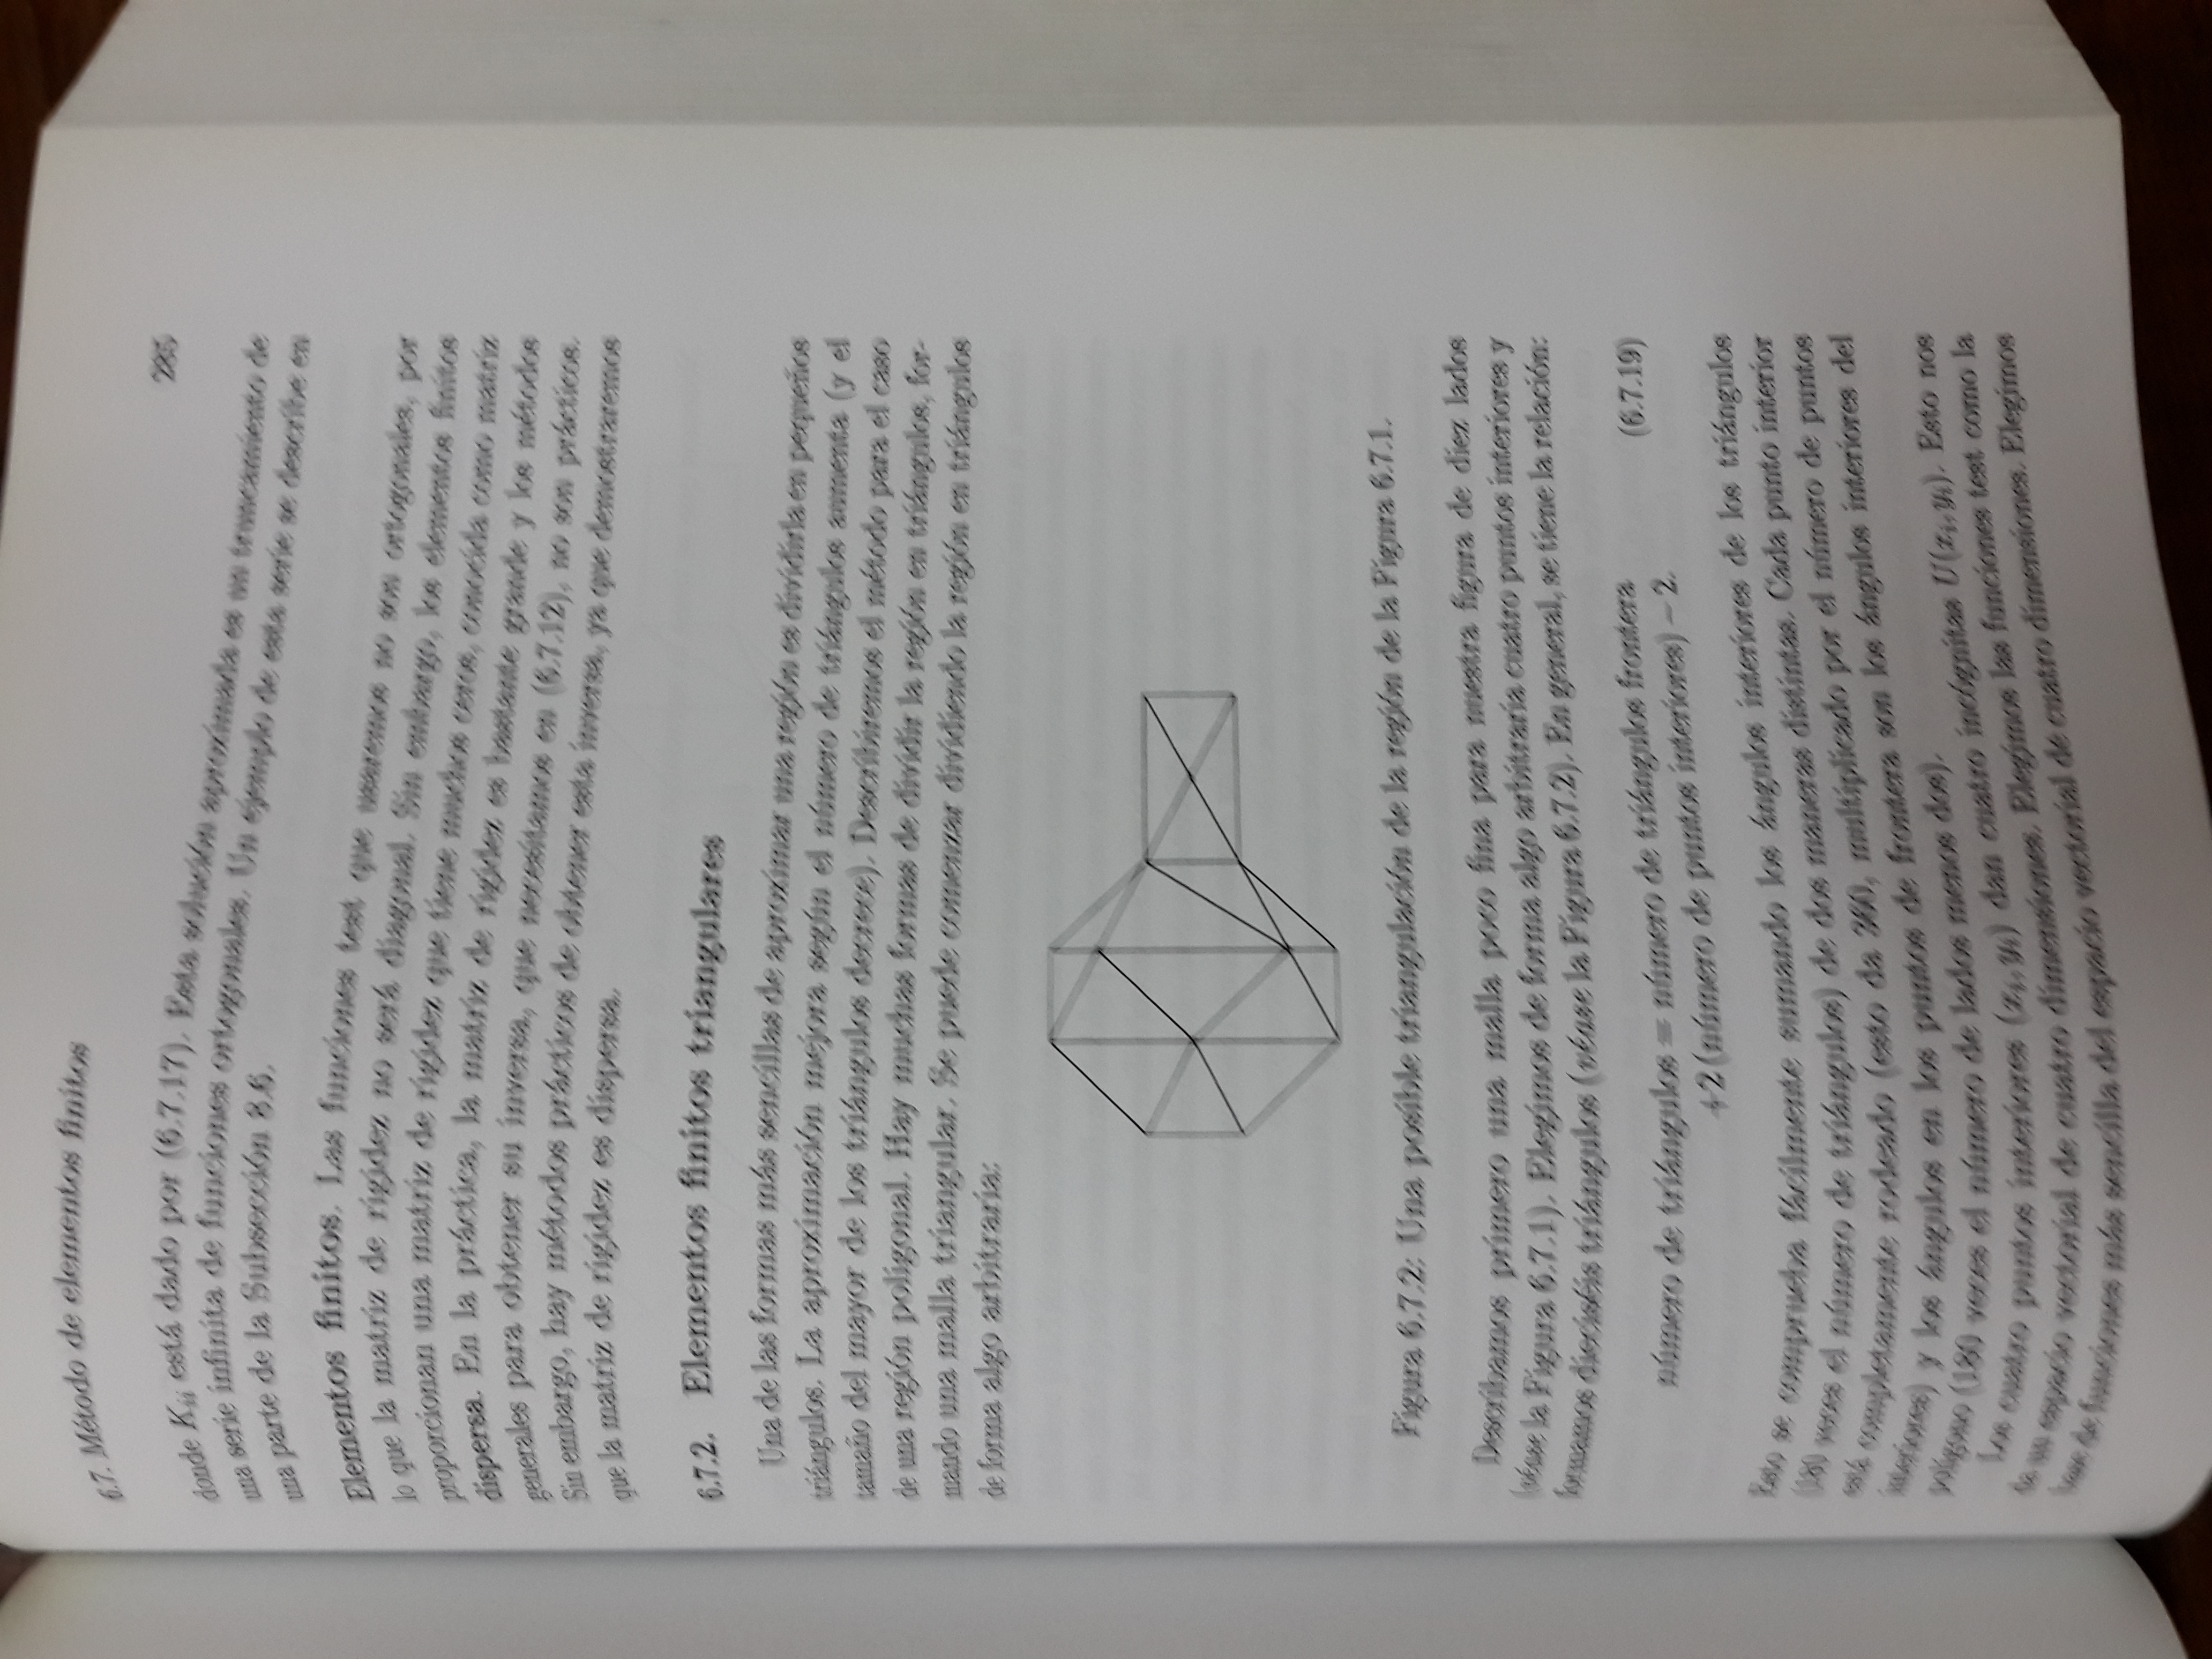 6.7. Método de elementos finitos 285
donde K_{ij} está dado por (6.7.17). Esta solución aproximada es un truncamiento de
una serie infinita de funciones ortogonales. Un ejemplo de esta serie se describe en
una parte de la Subsección 8.6.
Elementos finitos. Las funciones test que usaremos no son ortogonales, por
lo que la matriz de rigidez no será diagonal. Sin embargo, los elementos finitos
proporcionan una matriz de rigidez que tiene muchos ceros, conocida como matriz
dispersa. En la práctica, la matriz de rigidez es bastante grande y los métodos
generales para obtener su inversa, que necesitamos en (6.7.12), no son prácticos.
Sin embargo, hay métodos prácticos de obtener esta inversa, ya que demostraremos
que la matriz de rigidez es dispersa.
6.7.2. Elementos finitos triangulares
Una de las formas más sencillas de aproximar una región es dividirla en pequeños
triángulos. La aproximación mejora según el número de triángulos aumenta (y el
tamaño del mayor de los triángulos decrece). Describiremos el método para el caso
de una región poligonal. Hay muchas formas de dividir la región en triángulos, for-
mando una malla triangular. Se puede comenzar dividiendo la región en triángulos
de forma algo arbitraria:
Figura 6.7.2: Una posible triangulación de la región de la Figura 6.7.1.
Describamos primero una malla poco fina para nuestra figura de diez lados
(véase la Figura 6.7.1). Elegimos de forma algo arbitraria cuatro puntos interiores y
formamos dieciséis triángulos (véase la Figura 6.7.2). En general, se tiene la relación:
número de triángulos = número de triángulos frontera
+2 (número de puntos interiores) − 2. (6.7.19)
Esto se comprueba fácilmente sumando los ángulos interiores de los triángulos
(180 veces el número de triángulos) de dos maneras distintas. Cada punto interior
está completamente rodeado (esto da 360, multiplicado por el número de puntos
interiores) y los ángulos en los puntos de frontera son los ángulos interiores del
polígono (180 veces el número de lados menos dos).
Los cuatro puntos interiores (x_i, y_i) dan cuatro incógnitas U(x_i, y_i). Esto nos
da un espacio vectorial de cuatro dimensiones. Elegimos las funciones test como la
base de funciones más sencilla del espacio vectorial de cuatro dimensiones. Elegimos